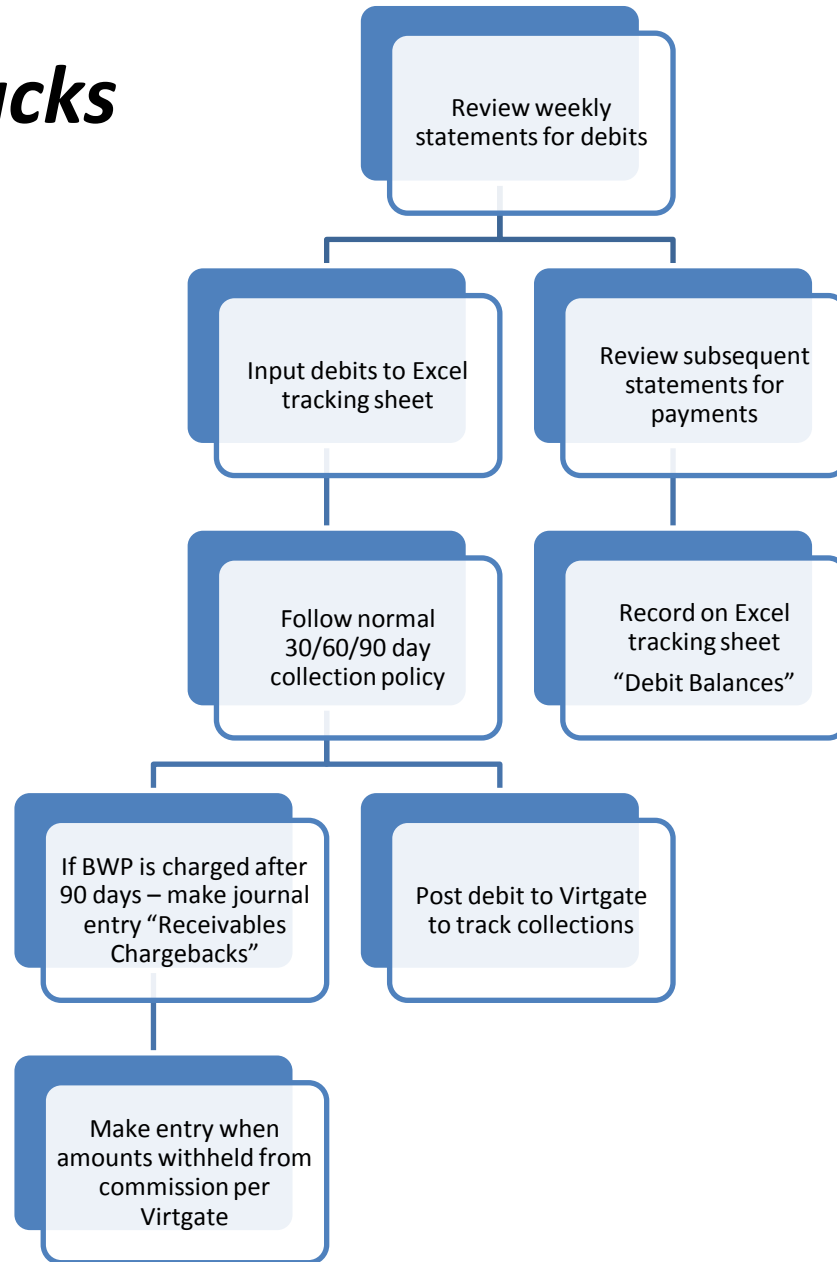 acks
Review weekly
statements for debits
Input debits to Excel
tracking sheet
Review subsequent
statements for
payments
Follow normal
30/60/90 day
collection policy
Record on Excel
tracking sheet
“Debit Balances”
If BWP is charged after
90 days – make journal
entry “Receivables
Chargebacks”
Post debit to Virtgate
to track collections
Make entry when
amounts withheld from
commission per
Virtgate